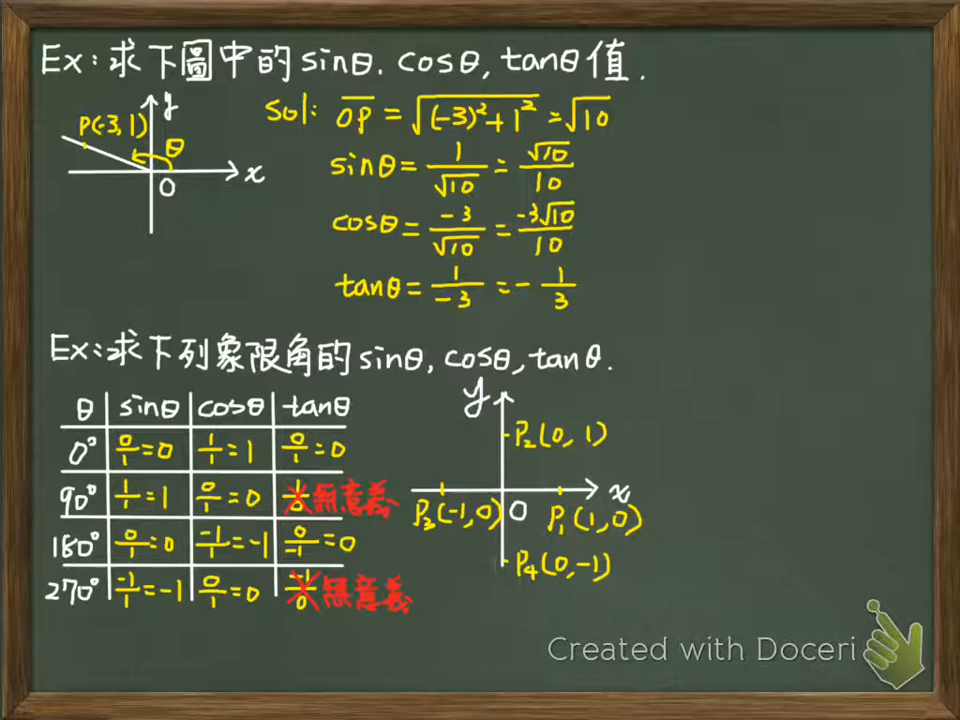 Ex:求下圖中的sinθ.cosθ,tanθ值.
y
P(-3,1)
θ
x
O
Sol: OP = √((-3)²+1²) = √10
sinθ = 1/√10 = √10/10
cosθ = -3/√10 = -3√10/10
tanθ = 1/-3 = - 1/3
Ex:求下列象限角的sinθ,cosθ,tanθ.
θ sinθ cosθ tanθ
0° 0/1=0 1/1=1 0/1=0
90° 1/1=1 0/1=0 1/0 無意義
180° 0/1=0 -1/1=-1 0/-1=0
270° -1/1=-1 0/1=0 -1/0 無意義
y
P₂(0,1)
x
P₃(-1,0) O P₁(1,0)
P₄(0,-1)
Created with Doceri